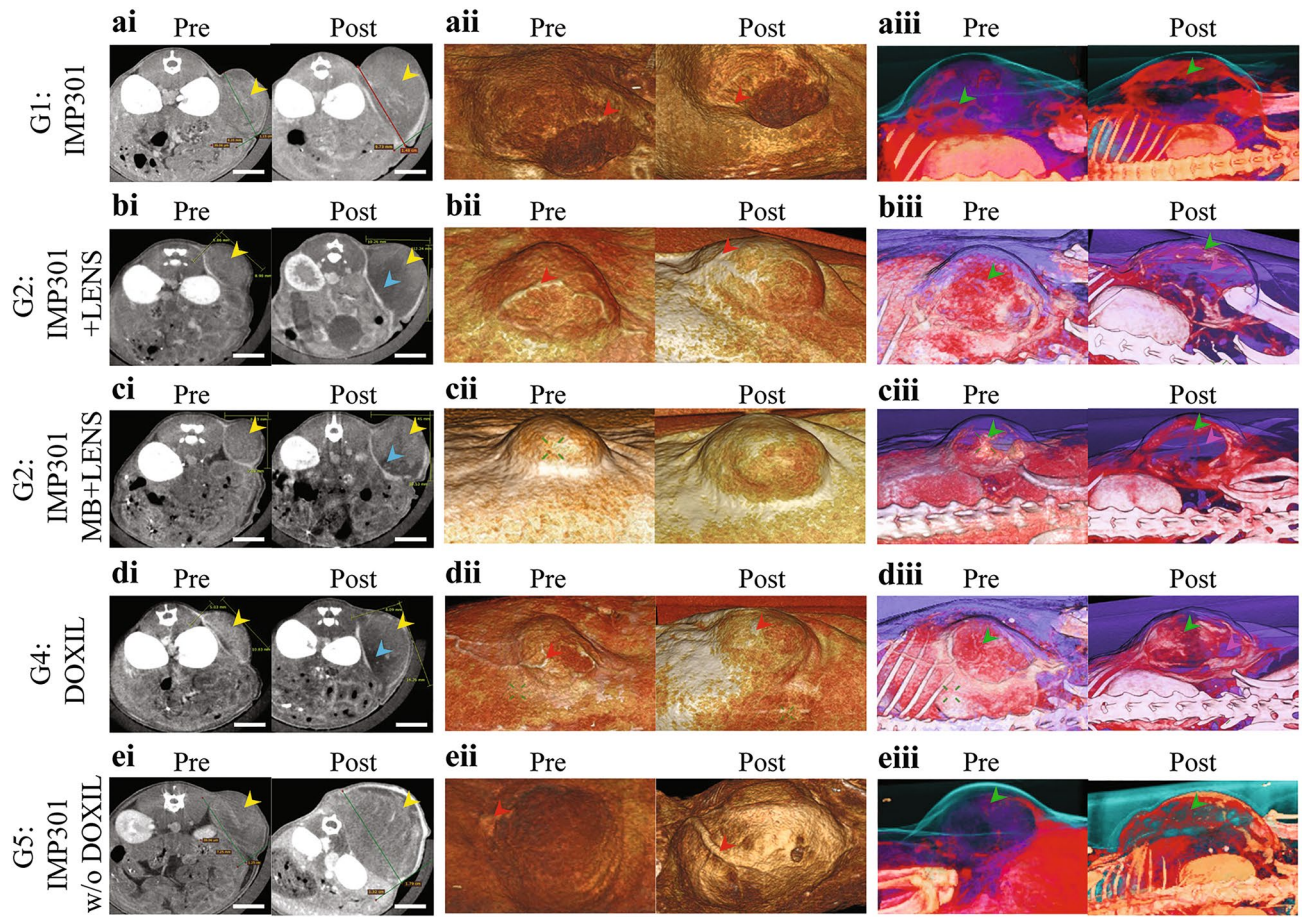 ai Pre Post aii Pre Post aiii Pre Post
G1:
IMP301
bi Pre Post bii Pre Post biii Pre Post
G2:
IMP301
+LENS
ci Pre Post cii Pre Post ciii Pre Post
G2:
IMP301
MB+LENS
di Pre Post dii Pre Post diii Pre Post
G4:
DOXIL
ei Pre Post eii Pre Post eiii Pre Post
G5:
IMP301
w/o DOXIL